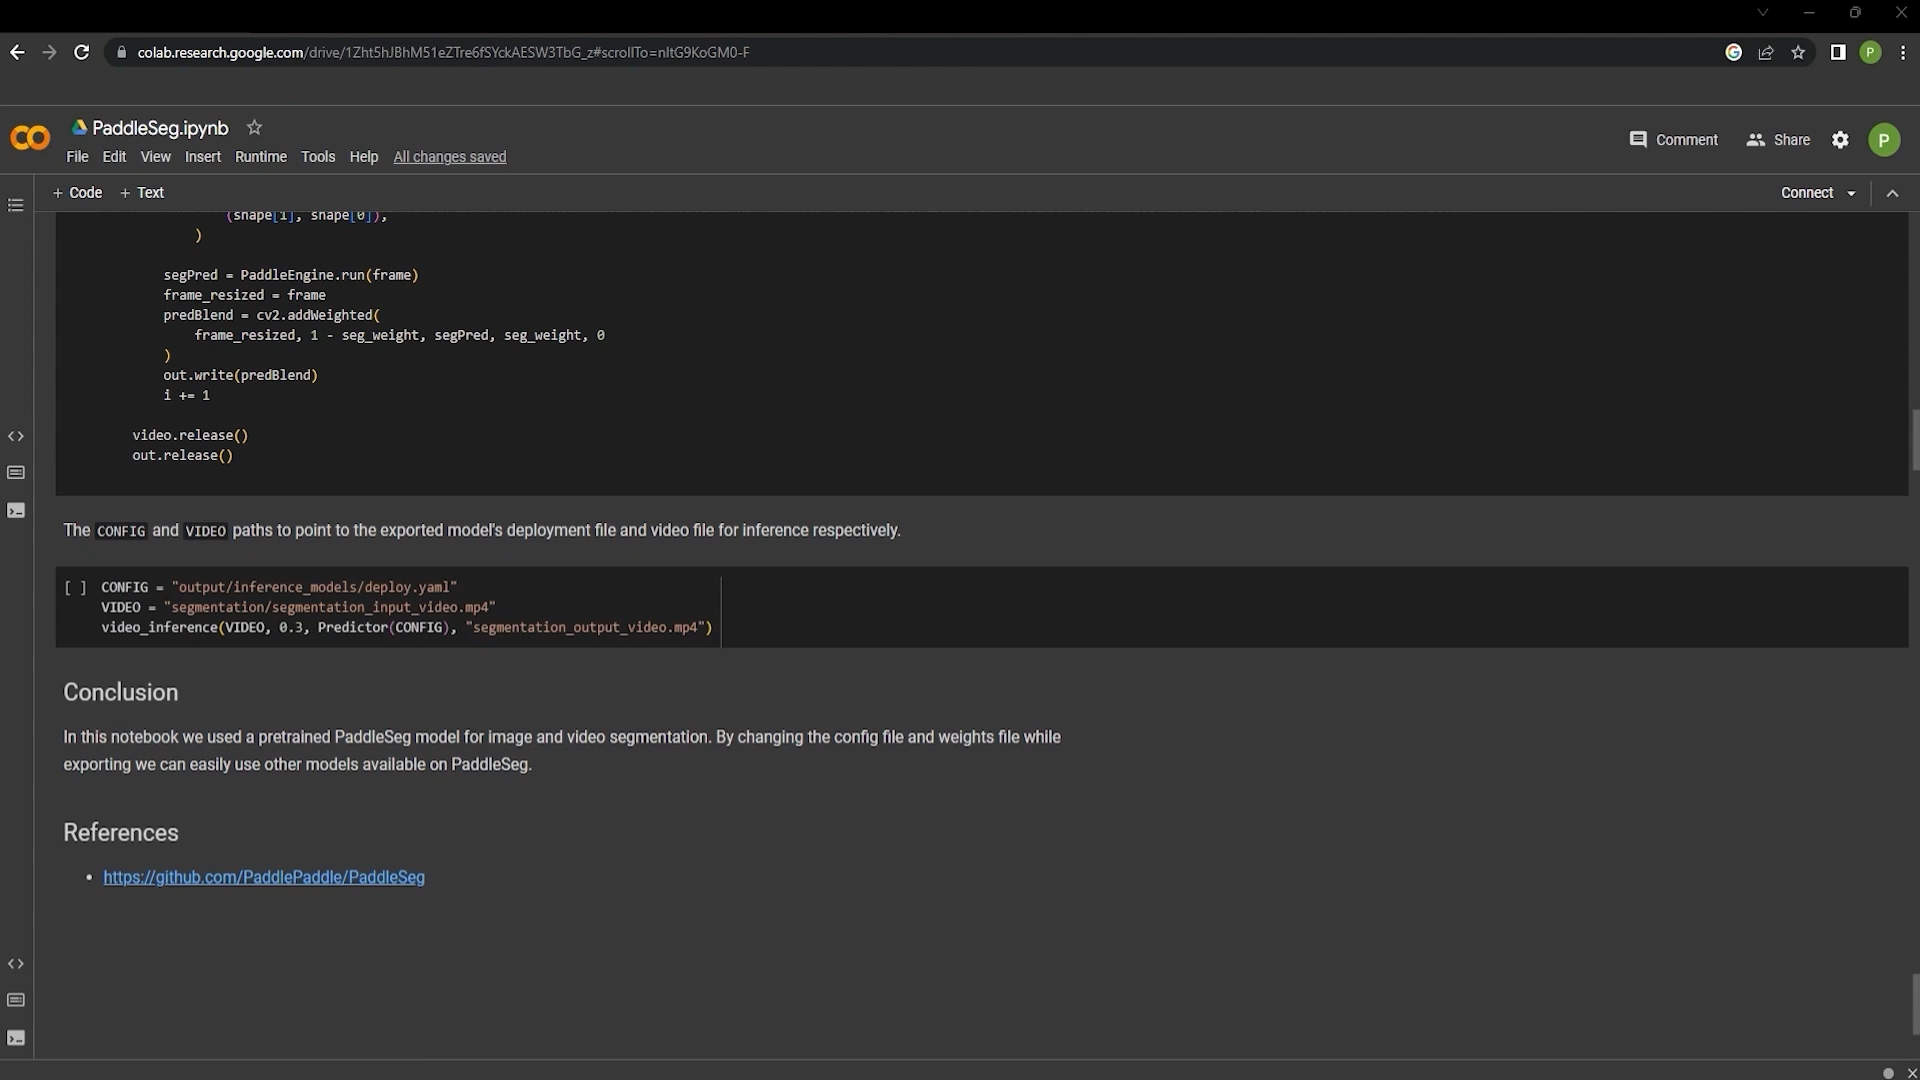 colab.research.google.com/drive/1Zht5hJBhM51eZTre6fSYckAESW3TbG_z#scrollTo=nItG9KoGM0-F
P
PaddleSeg.ipynb
File Edit View Insert Runtime Tools Help All changes saved
Comment Share P
+ Code + Text Connect
(shape[1], shape[0]),
)
segPred = PaddleEngine.run(frame)
frame_resized = frame
predBlend = cv2.addWeighted(
frame_resized, 1 - seg_weight, segPred, seg_weight, 0
)
out.write(predBlend)
i += 1
video.release()
out.release()
The CONFIG and VIDEO paths to point to the exported model's deployment file and video file for inference respectively.
[ ] CONFIG = "output/inference_models/deploy.yaml"
VIDEO = "segmentation/segmentation_input_video.mp4"
video_inference(VIDEO, 0.3, Predictor(CONFIG), "segmentation_output_video.mp4")
Conclusion
In this notebook we used a pretrained PaddleSeg model for image and video segmentation. By changing the config file and weights file while
exporting we can easily use other models available on PaddleSeg.
References
• https://github.com/PaddlePaddle/PaddleSeg